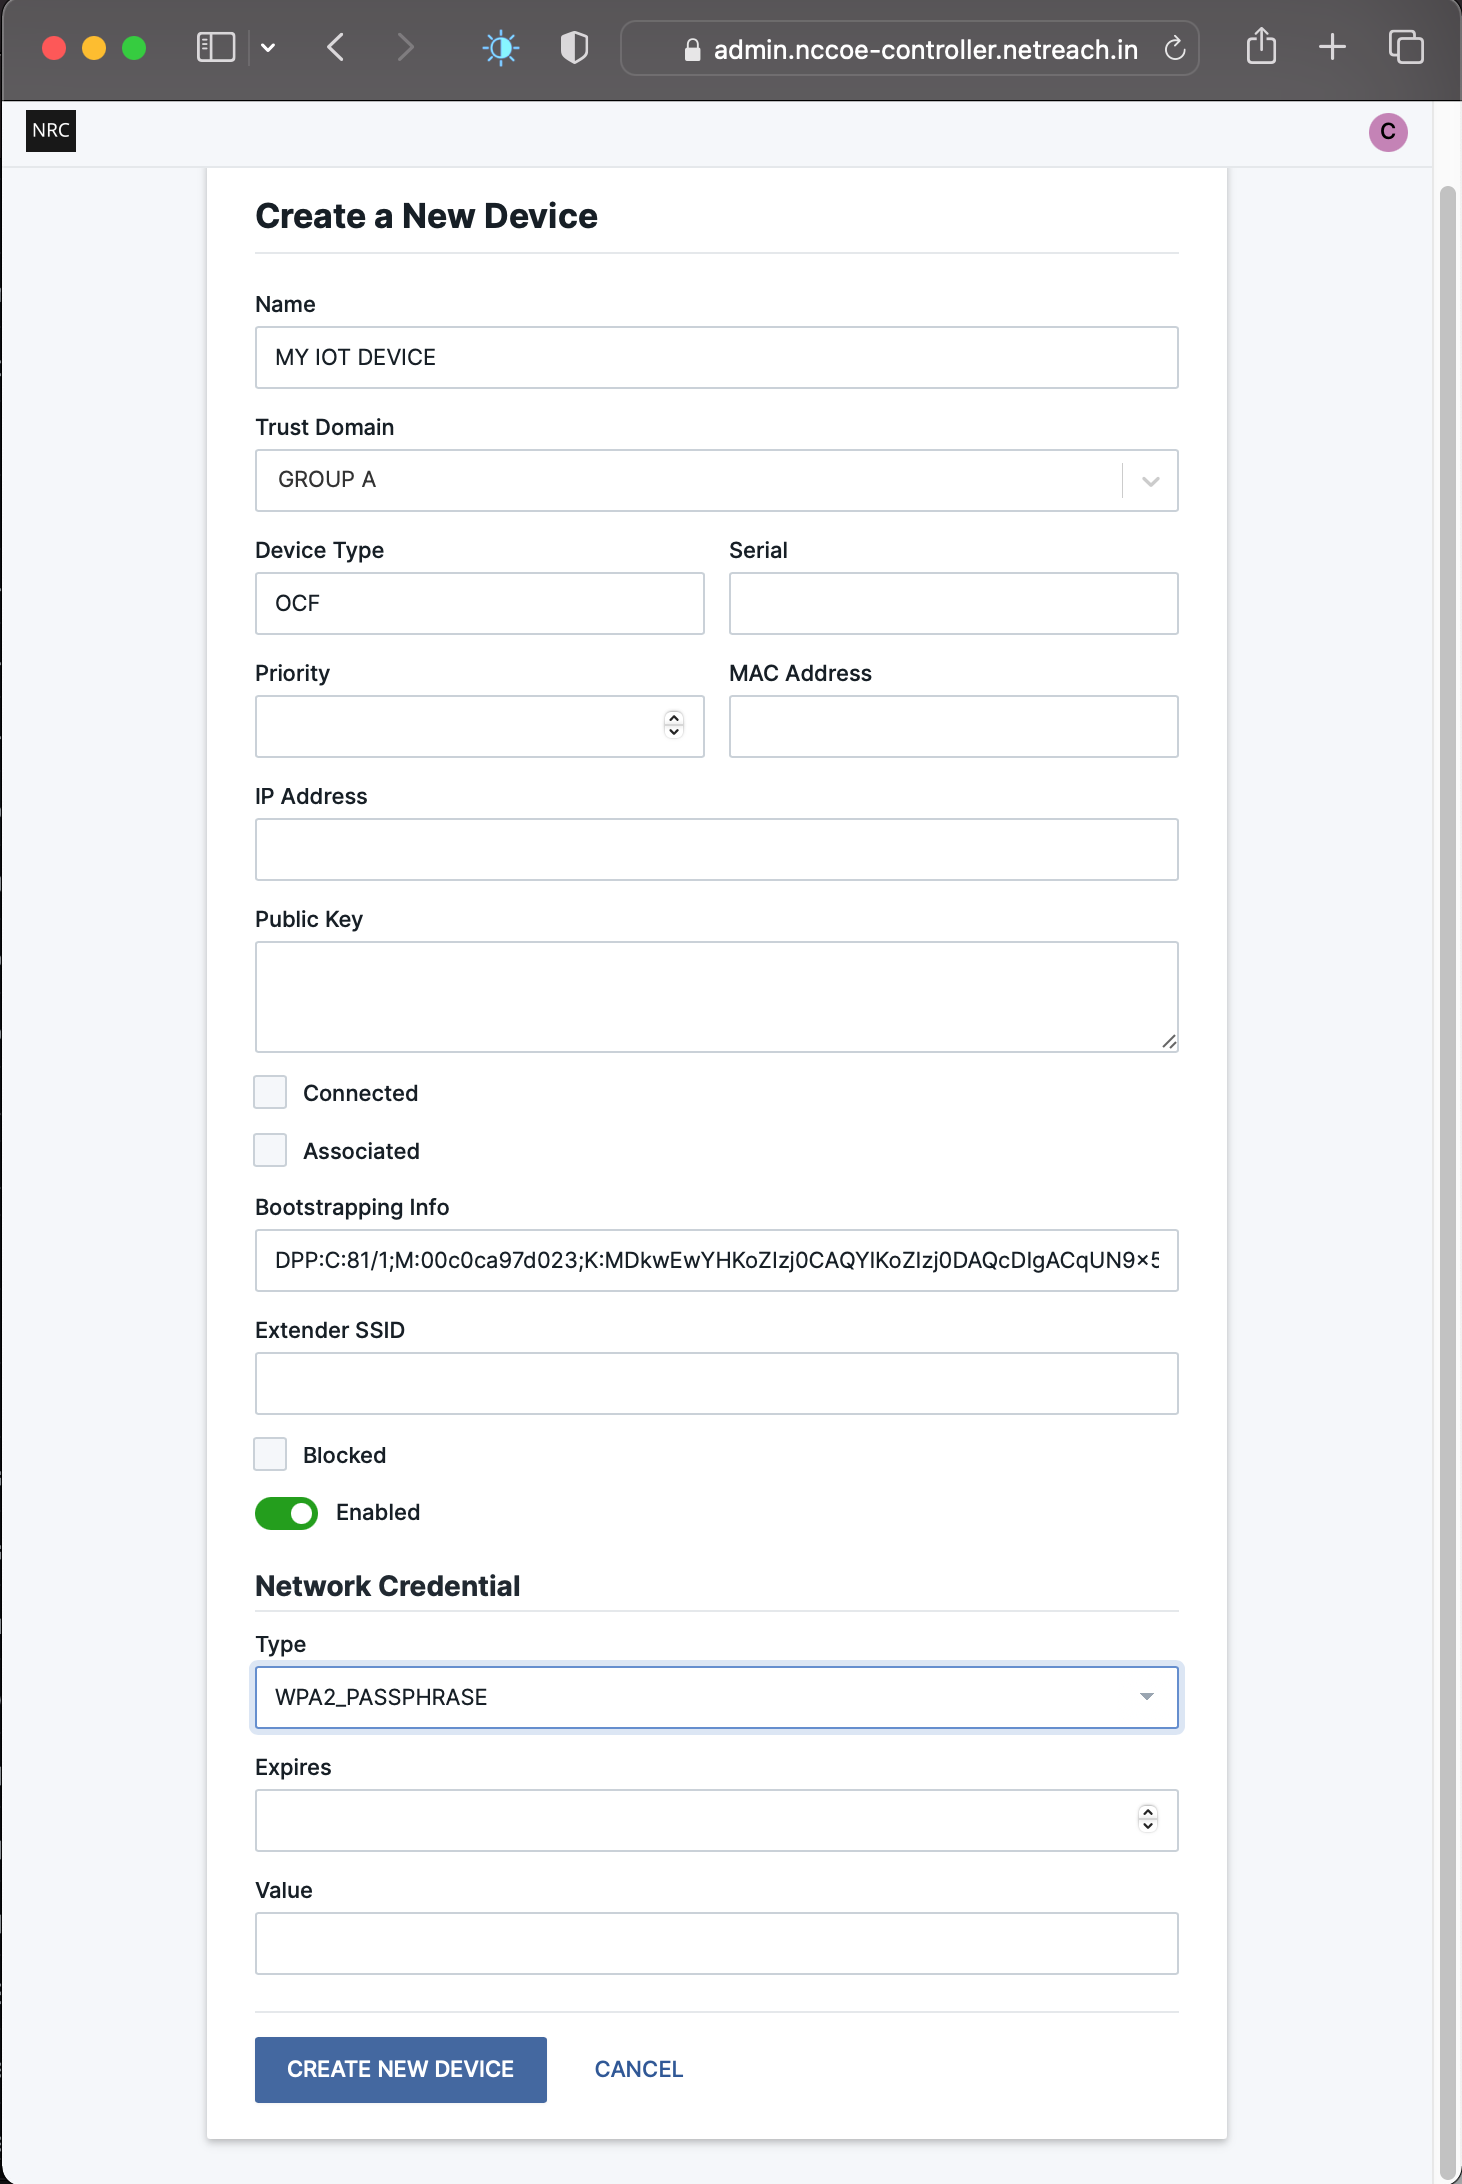 admin.nccoe-controller.netreach.in
NRC
C
Create a New Device
Name
MY IOT DEVICE
Trust Domain
GROUP A
Device Type
Serial
OCF
Priority
MAC Address
IP Address
Public Key
Connected
Associated
Bootstrapping Info
DPP:C:81/1;M:00c0ca97d023;K:MDkwEwYHKoZIzj0CAQYIKoZIzj0DAQcDIgACqUN9x5
Extender SSID
Blocked
Enabled
Network Credential
Type
WPA2_PASSPHRASE
Expires
Value
CREATE NEW DEVICE
CANCEL